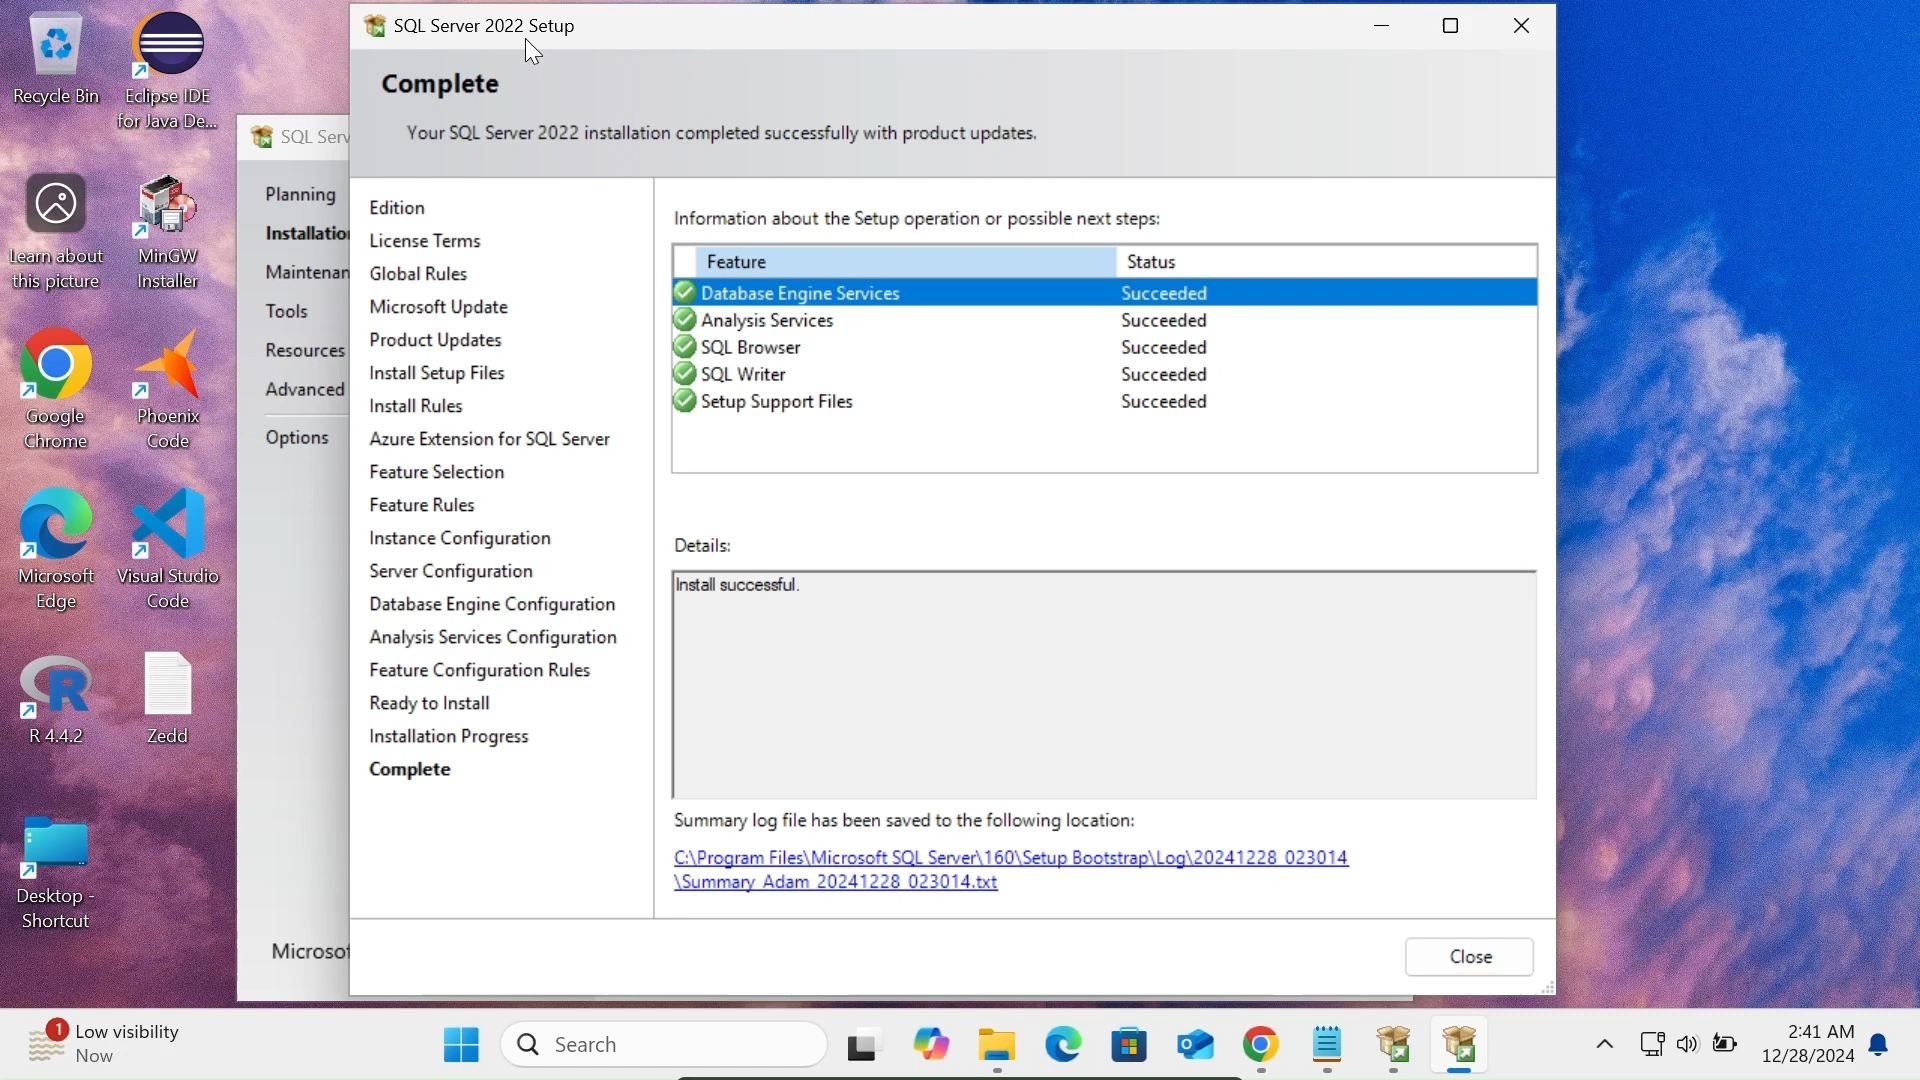 SQL Server 2022 Setup
Complete
Your SQL Server 2022 installation completed successfully with product updates.
Recycle Bin
Eclipse IDE
for Java De...
Learn about
this picture
MinGW
Installer
Google
Chrome
Phoenix
Code
Microsoft
Edge
Visual Studio
Code
R 4.4.2
Zedd
Desktop -
Shortcut
SQL Serv
Planning
Installation
Maintenan
Tools
Resources
Advanced
Options
Microsof
Edition
License Terms
Global Rules
Microsoft Update
Product Updates
Install Setup Files
Install Rules
Azure Extension for SQL Server
Feature Selection
Feature Rules
Instance Configuration
Server Configuration
Database Engine Configuration
Analysis Services Configuration
Feature Configuration Rules
Ready to Install
Installation Progress
Complete
Information about the Setup operation or possible next steps:
Feature Status
Database Engine Services Succeeded
Analysis Services Succeeded
SQL Browser Succeeded
SQL Writer Succeeded
Setup Support Files Succeeded
Details:
Install successful.
Summary log file has been saved to the following location:
C:\Program Files\Microsoft SQL Server\160\Setup Bootstrap\Log\20241228_023014
\Summary_Adam_20241228_023014.txt
Close
1
Low visibility
Now
Search
2:41 AM
12/28/2024